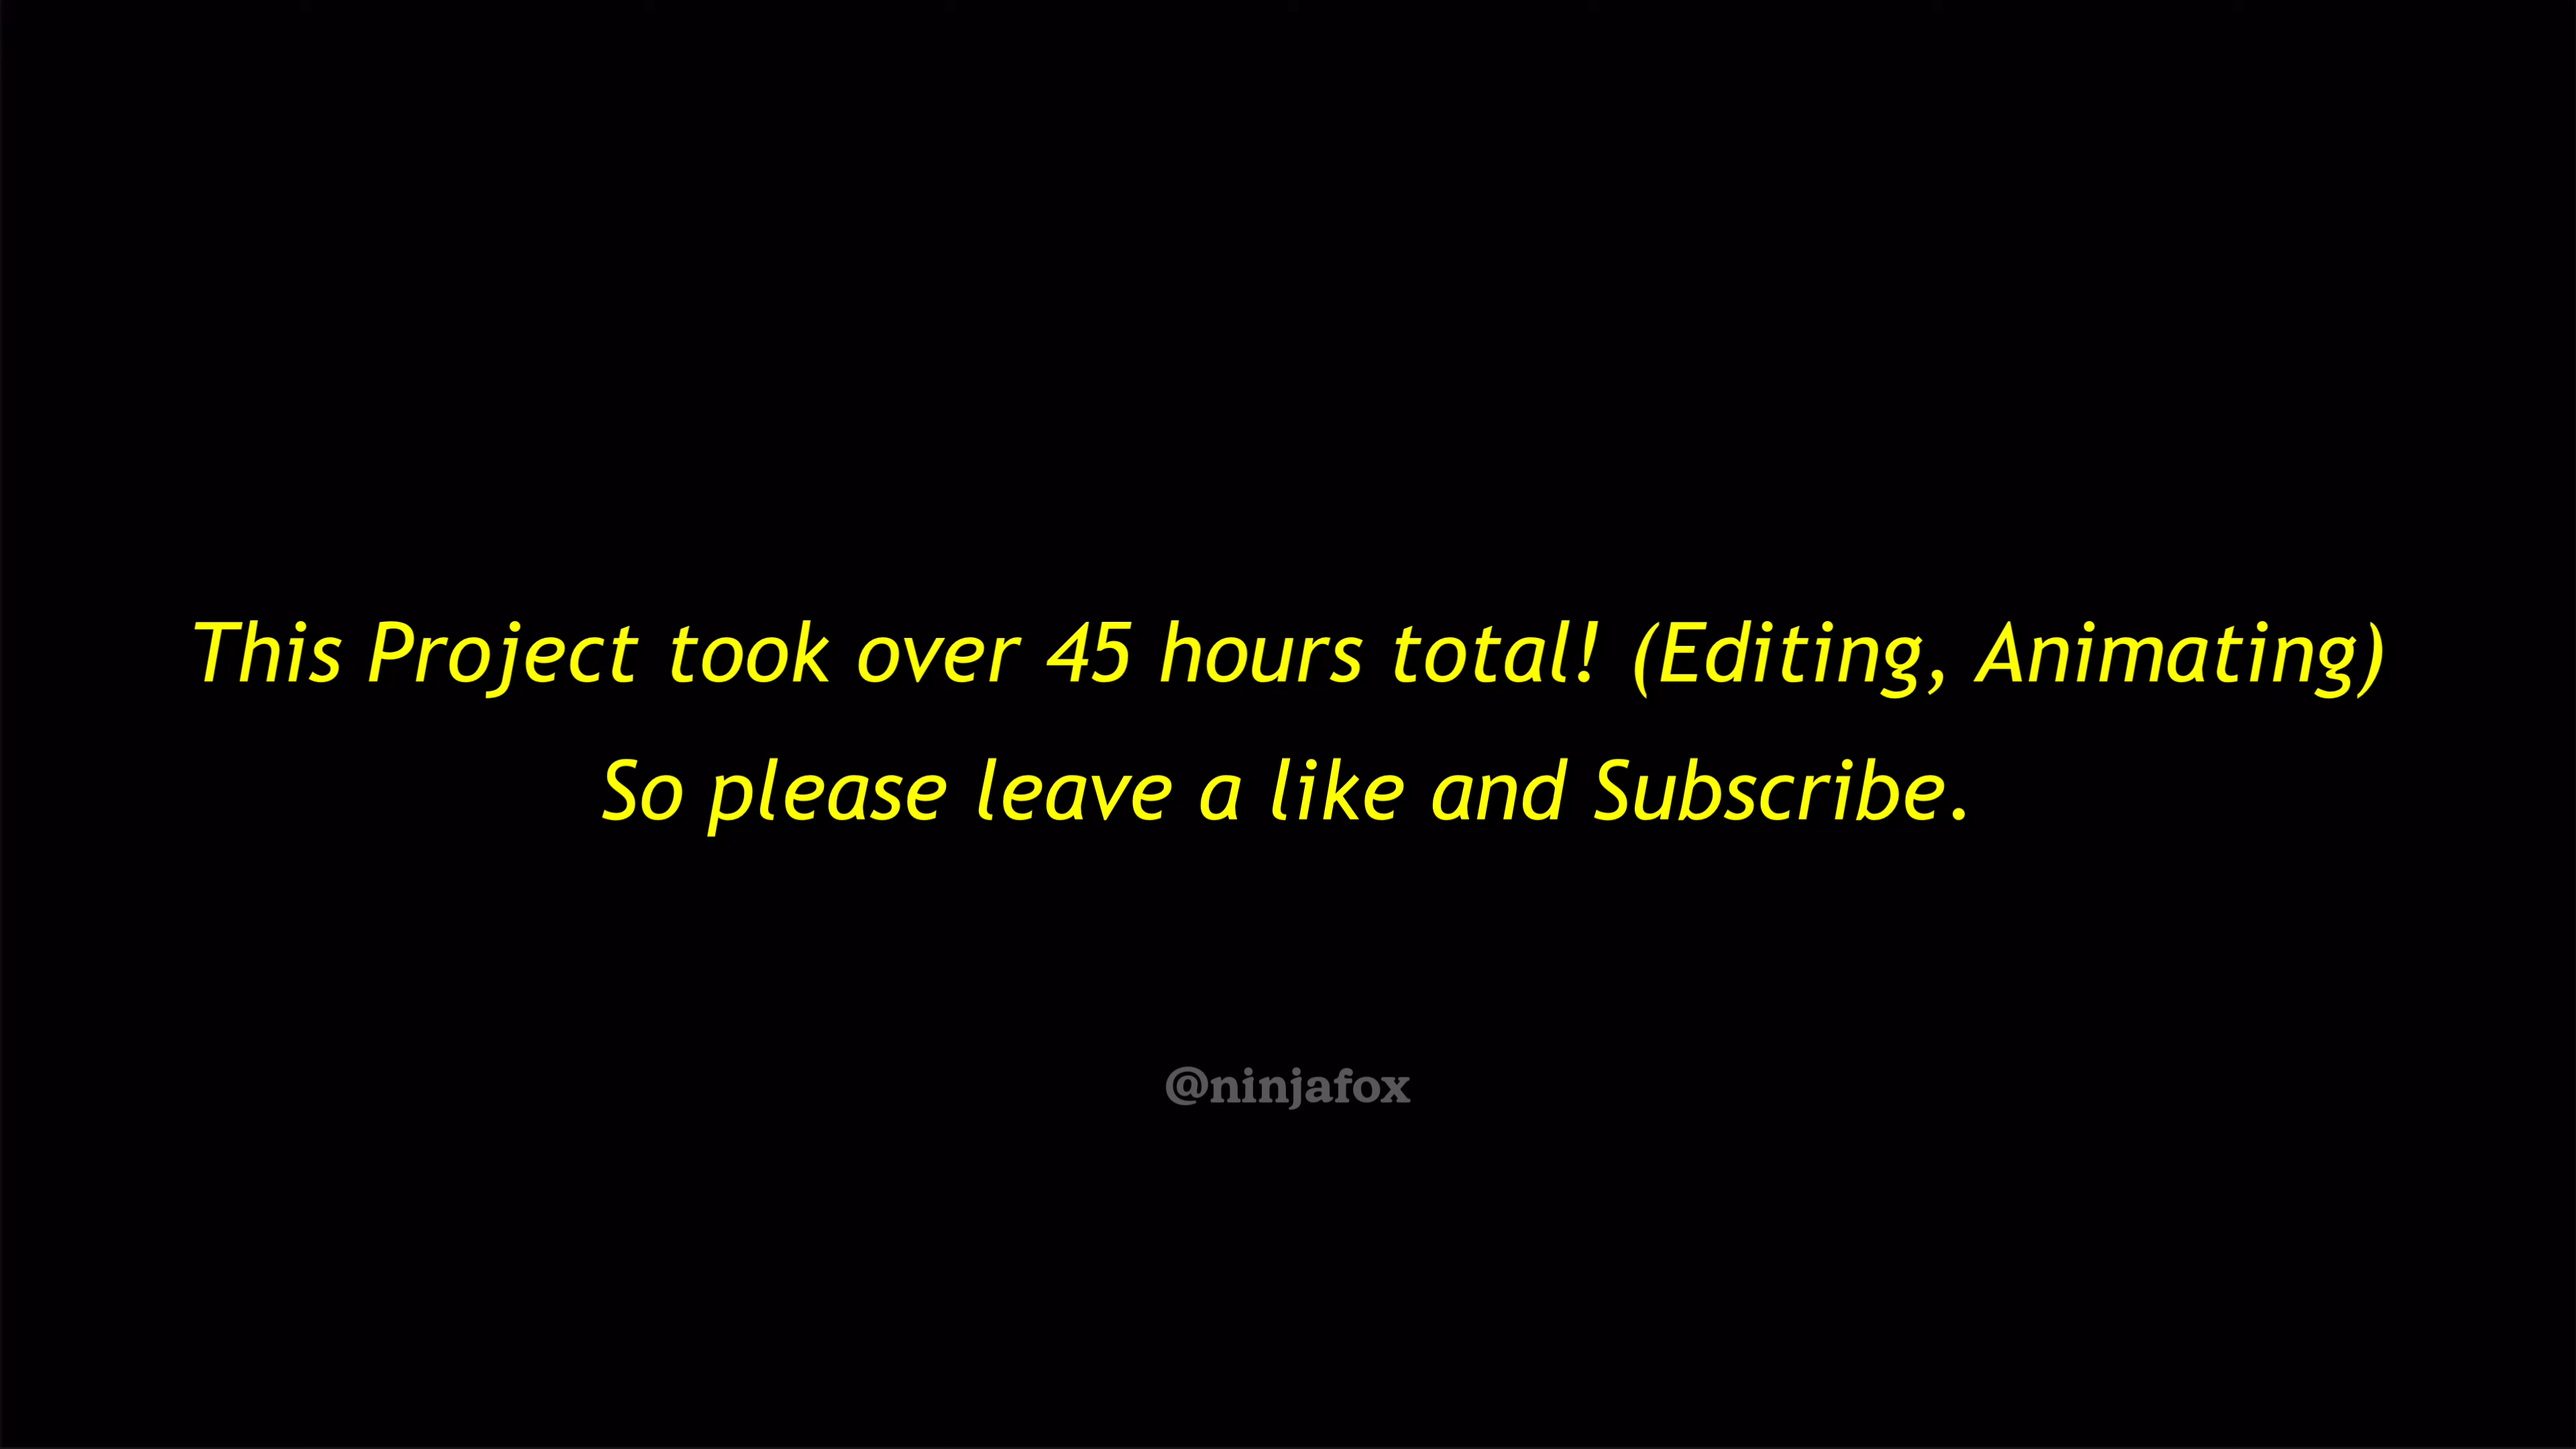 This Project took over 45 hours total! (Editing, Animating)
So please leave a like and Subscribe.
@ninjafox